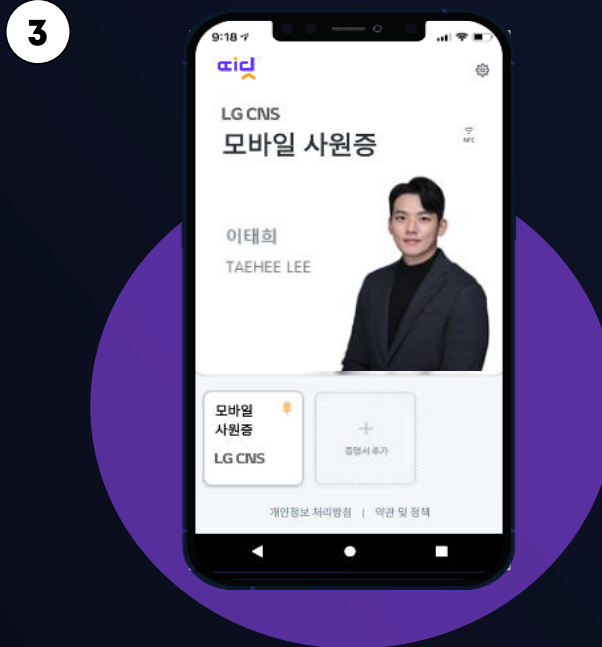 3
9:18
aid
LG CNS
모바일 사원증
NFC
이태희
TAEHEE LEE
모바일
사원증
LG CNS
증명서 추가
개인정보 처리방침 | 약관 및 정책